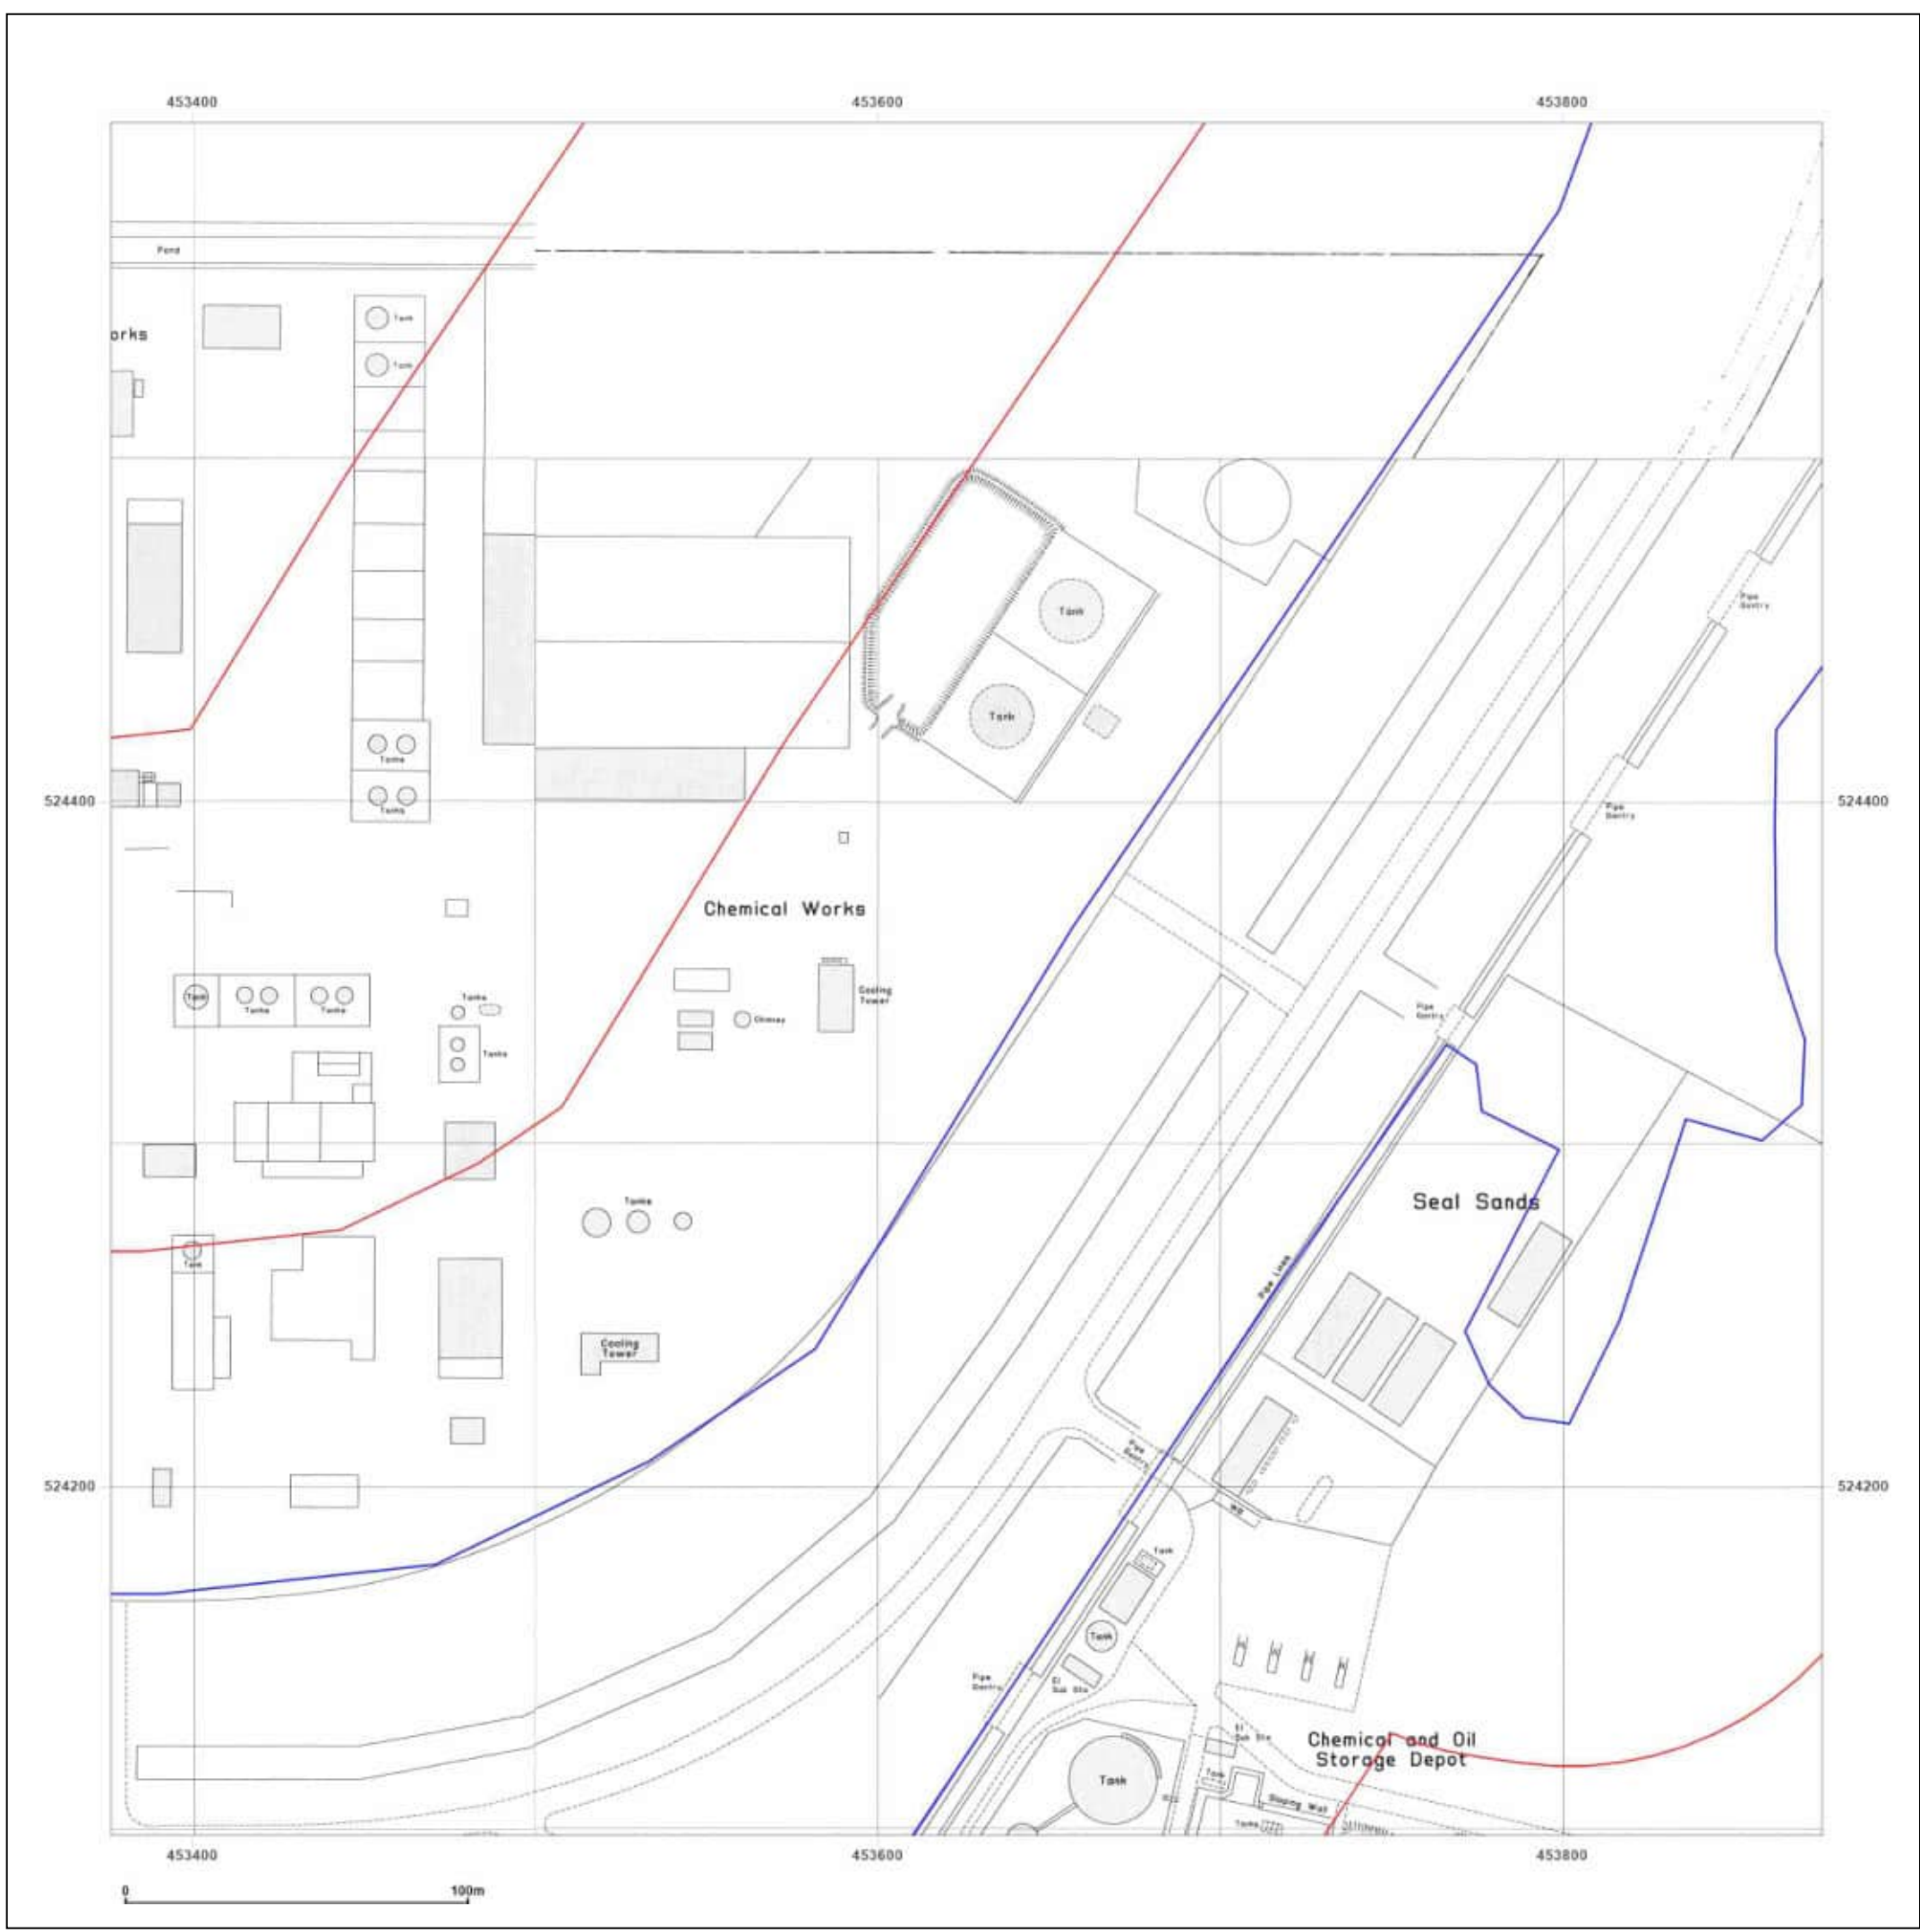 453400
453600
453800
Pond
Tank
orks
Tank
Pipe
Gantry
Tank
Tank
Tanks
524400
524400
Tanks
Pipe
Gantry
Chemical Works
Tank
Tanks
Tanks
Tanks
Cooling
Tower
Chimney
Pipe
Gantry
Tanks
Tanks
Seal Sands
Tank
Pipe Lines
Cooling
Tower
Pipe
Gantry
524200
524200
WB
Tank
Tank
Pipe
Gantry
El
Sub Sta
El
Sub Sta
Chemical and Oil
Storage Depot
Tank
Tank
Sloping Wall
Tanks
453400
453600
453800
0
100m